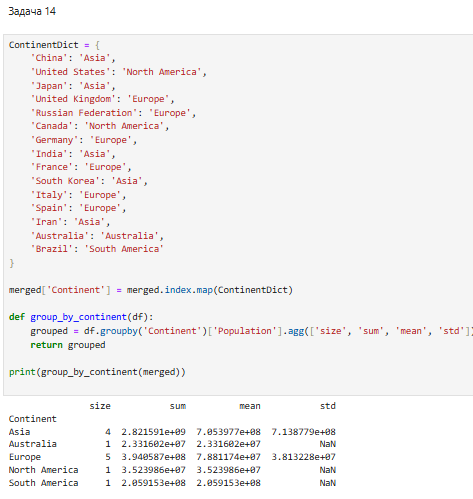 Задача 14
ContinentDict = {
    'China': 'Asia',
    'United States': 'North America',
    'Japan': 'Asia',
    'United Kingdom': 'Europe',
    'Russian Federation': 'Europe',
    'Canada': 'North America',
    'Germany': 'Europe',
    'India': 'Asia',
    'France': 'Europe',
    'South Korea': 'Asia',
    'Italy': 'Europe',
    'Spain': 'Europe',
    'Iran': 'Asia',
    'Australia': 'Australia',
    'Brazil': 'South America'
}
merged['Continent'] = merged.index.map(ContinentDict)
def group_by_continent(df):
    grouped = df.groupby('Continent')['Population'].agg(['size', 'sum', 'mean', 'std'])
    return grouped
print(group_by_continent(merged))
size sum mean std
Continent
Asia 4 2.821591e+09 7.053977e+08 7.138779e+08
Australia 1 2.331602e+07 2.331602e+07 NaN
Europe 5 3.940587e+08 7.881174e+07 3.813228e+07
North America 1 3.523986e+07 3.523986e+07 NaN
South America 1 2.059153e+08 2.059153e+08 NaN